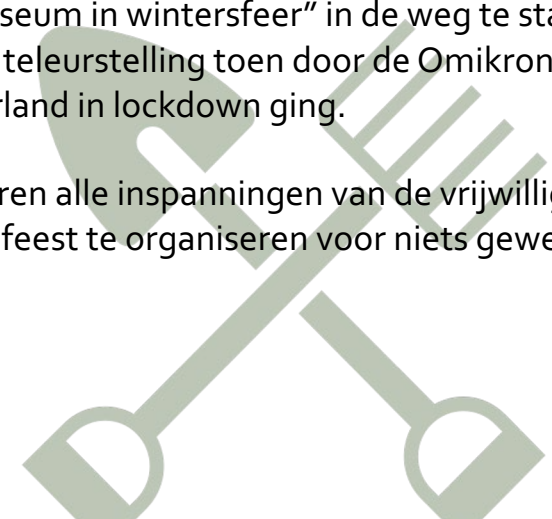 seum in wintersfeer” in de weg te sta
teleurstelling toen door de Omikron
rland in lockdown ging.
ren alle inspanningen van de vrijwillig
feest te organiseren voor niets gewe